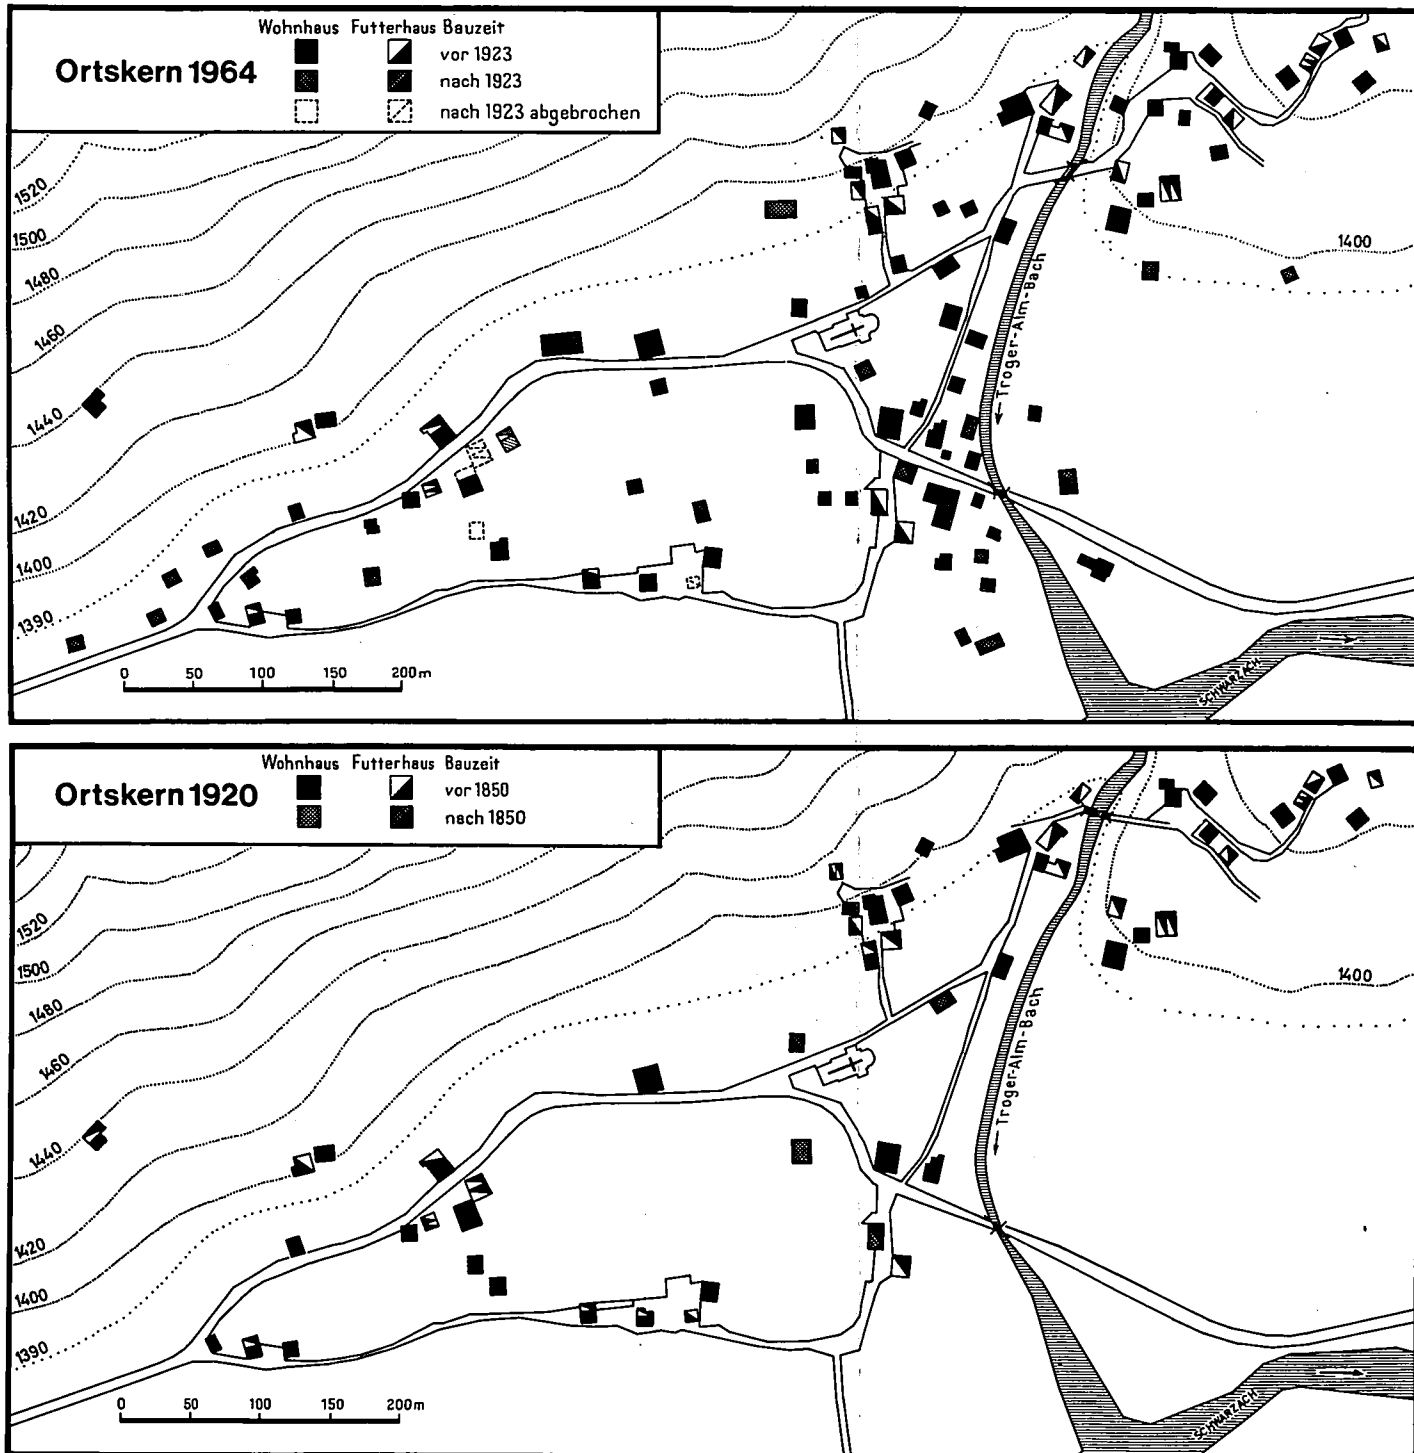 Ortskern 1964
Wohnhaus Futterhaus Bauzeit
vor 1923
nach 1923
nach 1923 abgebrochen
1520
1500
1480
1460
1440
1420
1400
1390
1400
Troger-Alm-Bach
SCHWARZACH
0 50 100 150 200m
Ortskern 1920
Wohnhaus Futterhaus Bauzeit
vor 1850
nach 1850
1520
1500
1480
1460
1440
1420
1400
1390
1400
Troger-Alm-Bach
SCHWARZACH
0 50 100 150 200m